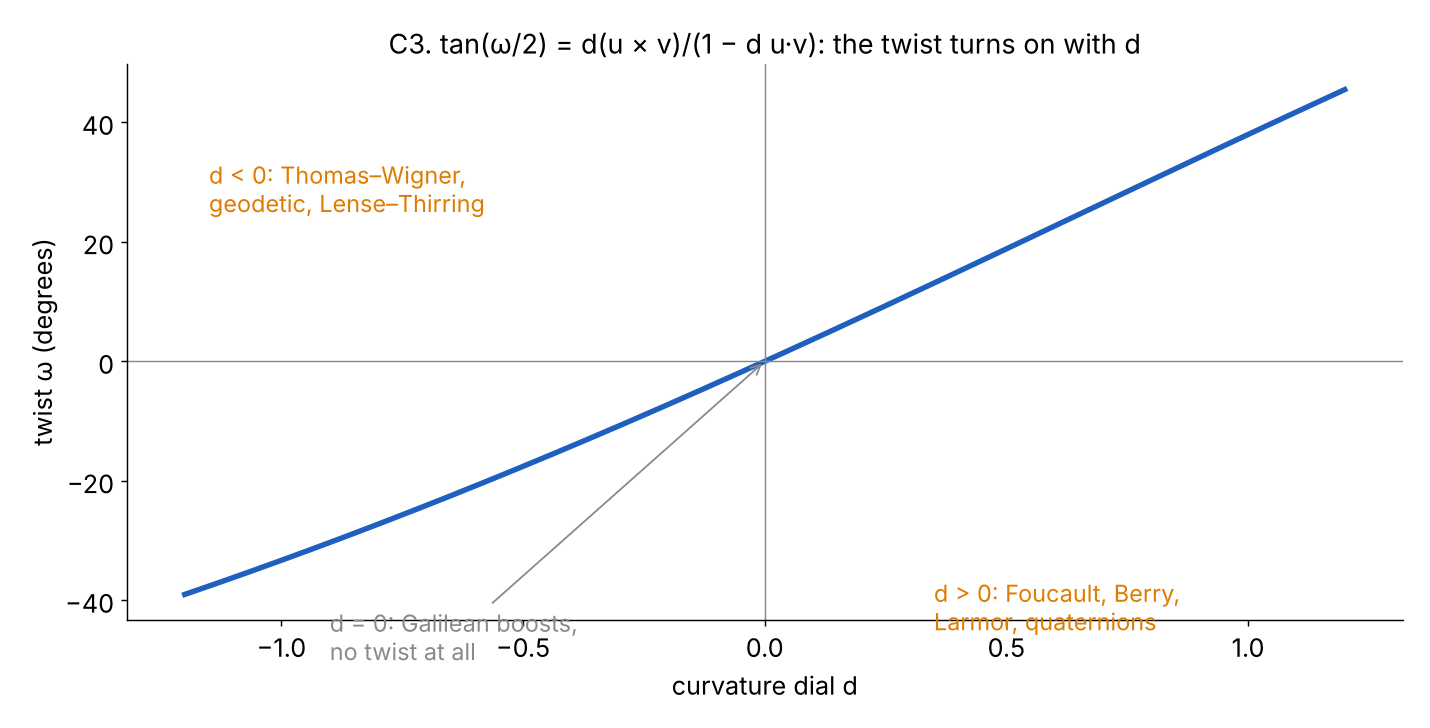 C3. tan(ω/2) = d(u × v)/(1 − d u·v): the twist turns on with d
40
20
0
−20
−40
twist ω (degrees)
d < 0: Thomas–Wigner,
geodetic, Lense–Thirring
d > 0: Foucault, Berry,
Larmor, quaternions
d = 0: Galilean boosts,
no twist at all
−1.0
−0.5
0.0
0.5
1.0
curvature dial d